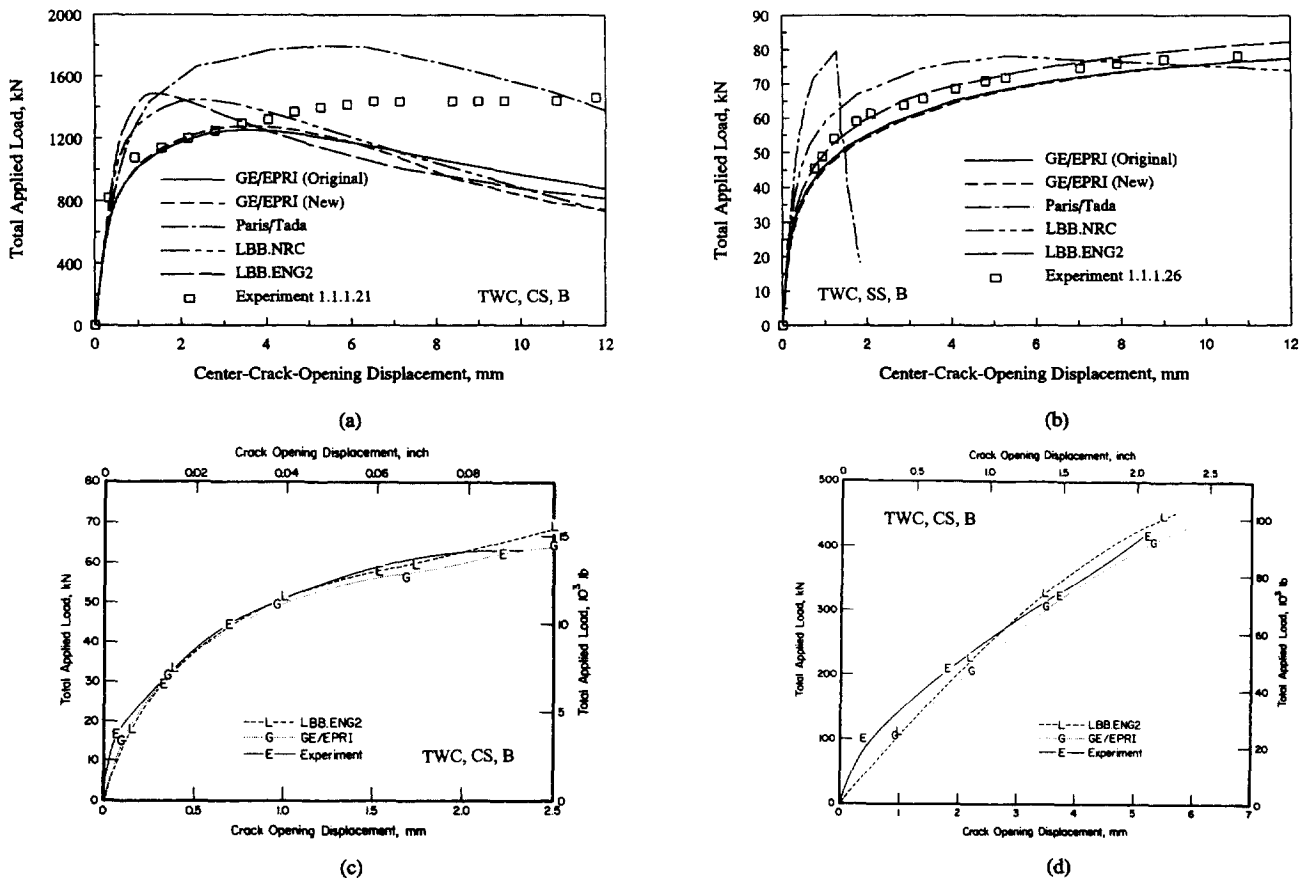 2000
1600
1200
800
400
0
Total Applied Load, kN
GE/EPRI (Original)
GE/EPRI (New)
Paris/Tada
LBB.NRC
LBB.ENG2
Experiment 1.1.1.21
TWC, CS, B
0 2 4 6 8 10 12
Center-Crack-Opening Displacement, mm
(a)
90
80
70
60
50
40
30
20
10
0
Total Applied Load, kN
GE/EPRI (Original)
GE/EPRI (New)
Paris/Tada
LBB.NRC
LBB.ENG2
Experiment 1.1.1.26
TWC, SS, B
0 2 4 6 8 10 12
Center-Crack-Opening Displacement, mm
(b)
Crack Opening Displacement, inch
0 0.02 0.04 0.06 0.08
80
70
60
50
40
30
20
10
0
Total Applied Load, kN
15
10
5
0
Total Applied Load, 10³ lb
L LBB.ENG2
G GE/EPRI
E Experiment
TWC, CS, B
0 0.5 1.0 1.5 2.0 2.5
Crack Opening Displacement, mm
(c)
Crack Opening Displacement, inch
0 0.5 1.0 1.5 2.0 2.5
500
400
300
200
100
0
Total Applied Load, kN
TWC, CS, B
100
80
60
40
20
0
Total Applied Load, 10³ lb
L LBB.ENG2
G GE/EPRI
E Experiment
0 1 2 3 4 5 6 7
Crack Opening Displacement, mm
(d)